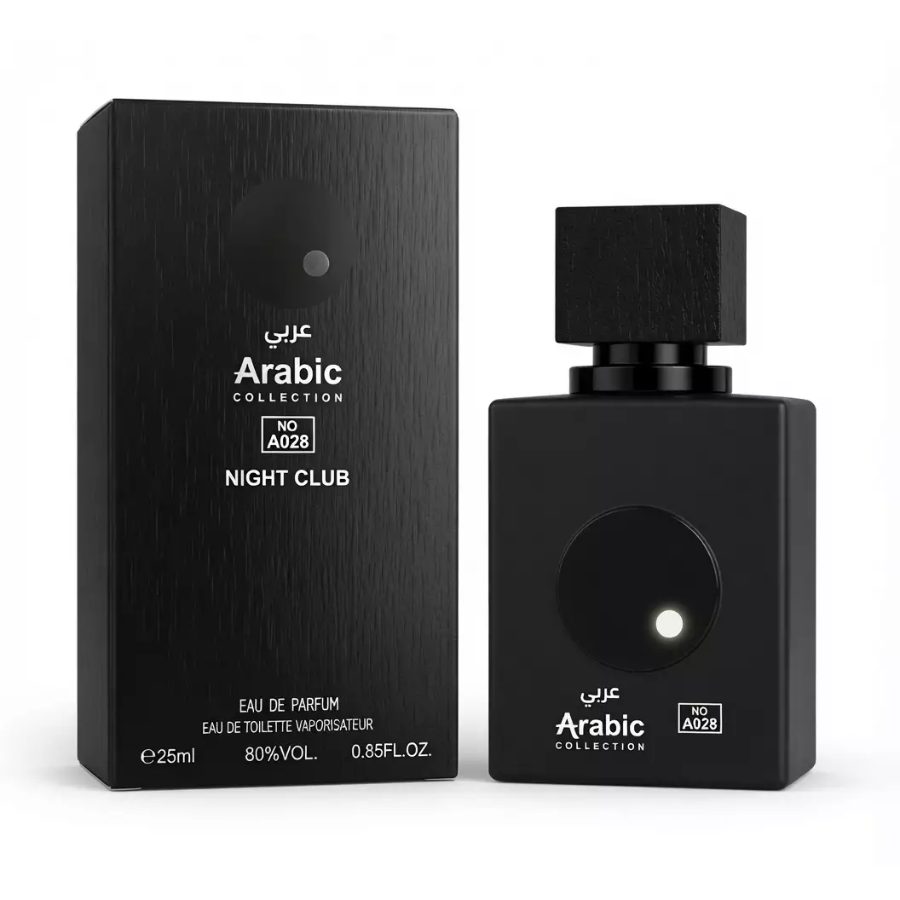 عربي
Arabic
COLLECTION
NO
A028
NIGHT CLUB
EAU DE PARFUM
EAU DE TOILETTE VAPORISATEUR
℮25ml 80%VOL. 0.85FL.OZ.
عربي
Arabic
COLLECTION
NO
A028